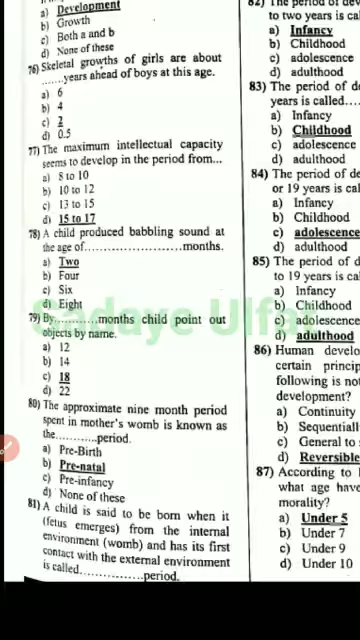 a) Development
b) Growth
c) Both a and b
d) None of these
76) Skeletal growths of girls are about
.......years ahead of boys at this age.
a) 6
b) 4
c) 2
d) 0.5
77) The maximum intellectual capacity
seems to develop in the period from...
a) 8 to 10
b) 10 to 12
c) 13 to 15
d) 15 to 17
78) A child produced babbling sound at
the age of.......................months.
a) Two
b) Four
c) Six
d) Eight
79) By............months child point out
objects by name.
a) 12
b) 14
c) 18
d) 22
80) The approximate nine month period
spent in mother's womb is known as
the............period.
a) Pre-Birth
b) Pre-natal
c) Pre-infancy
d) None of these
81) A child is said to be born when it
(fetus emerges) from the internal
environment (womb) and has its first
contact with the external environment
is called................period.
82) The period of dev
to two years is ca
a) Infancy
b) Childhood
c) adolescence
d) adulthood
83) The period of de
years is called....
a) Infancy
b) Childhood
c) adolescence
d) adulthood
84) The period of de
or 19 years is cal
a) Infancy
b) Childhood
c) adolescence
d) adulthood
85) The period of d
to 19 years is ca
a) Infancy
b) Childhood
c) adolescence
d) adulthood
86) Human develo
certain princip
following is not
development?
a) Continuity
b) Sequentiall
c) General to
d) Reversible
87) According to
what age have
morality?
a) Under 5
b) Under 7
c) Under 9
d) Under 10
Sadaye Ulfat